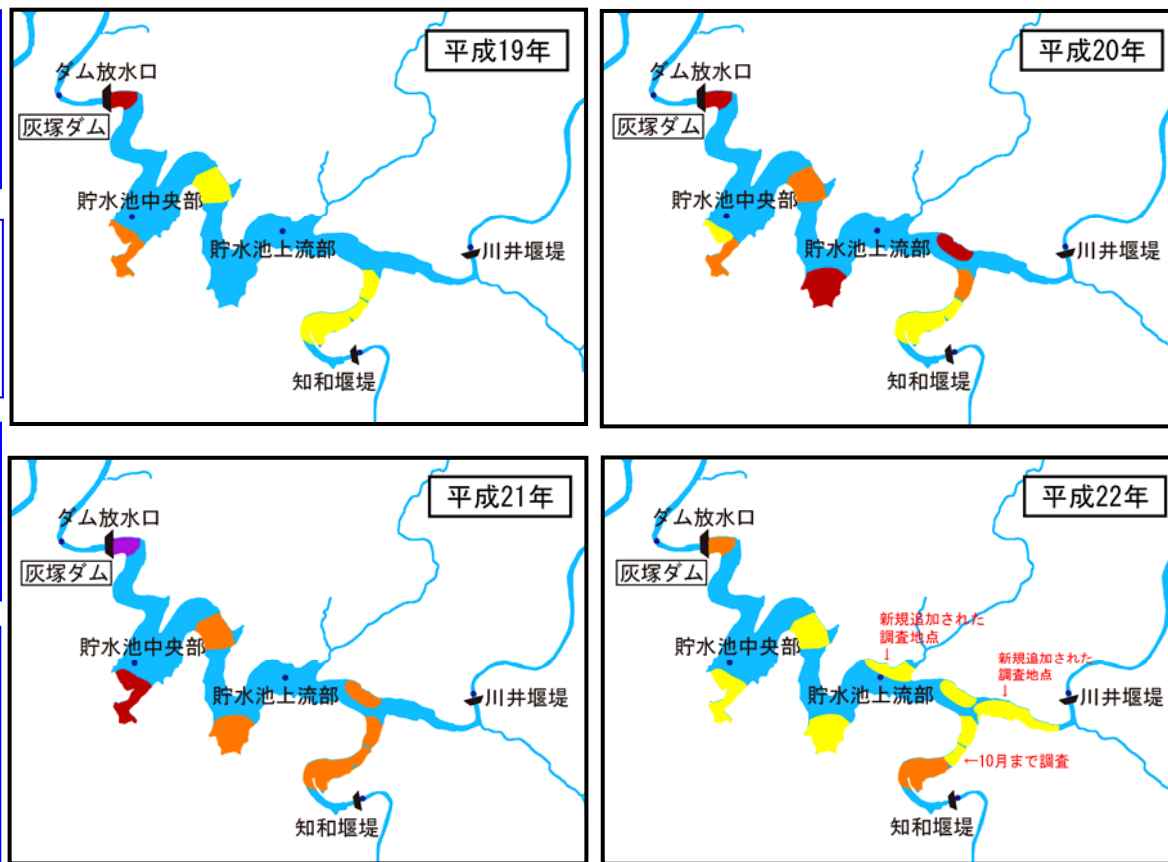 平成19年
ダム放水口
灰塚ダム
貯水池中央部
貯水池上流部
川井堰堤
知和堰堤
平成20年
ダム放水口
灰塚ダム
貯水池中央部
貯水池上流部
川井堰堤
知和堰堤
平成21年
ダム放水口
灰塚ダム
貯水池中央部
貯水池上流部
川井堰堤
知和堰堤
平成22年
ダム放水口
灰塚ダム
新規追加された
調査地点
↓
貯水池中央部
新規追加された
調査地点
↓
貯水池上流部
川井堰堤
←10月まで調査
知和堰堤